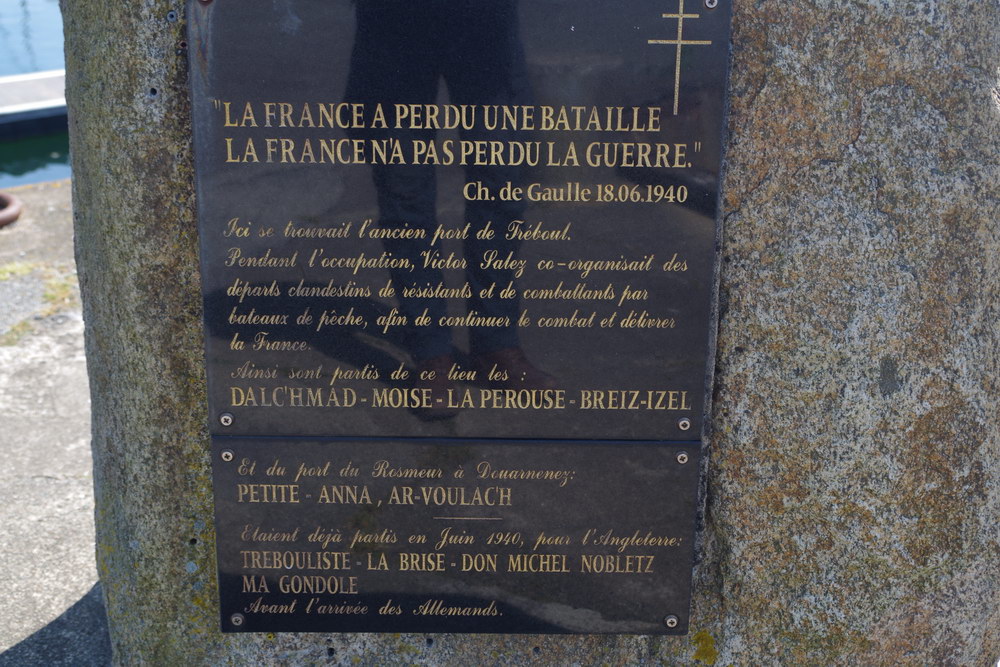 "LA FRANCE A PERDU UNE BATAILLE
LA FRANCE N'A PAS PERDU LA GUERRE."
Ch. de Gaulle 18.06.1940
Ici se trouvait l'ancien port de Tréboul.
Pendant l'occupation, Victor Salez co-organisait des
départs clandestins de résistants et de combattants par
bateaux de pêche, afin de continuer le combat et délivrer
la France.
Ainsi sont partis de ce lieu les :
DALC'HMAD - MOISE - LA PEROUSE - BREIZ-IZEL
Et du port du Rosmeur à Douarnenez:
PETITE - ANNA, AR-VOULAC'H
Etaient déjà partis en Juin 1940, pour l'Angleterre:
TREBOULISTE - LA BRISE - DON MICHEL NOBLETZ
MA GONDOLE
Avant l'arrivée des Allemands.